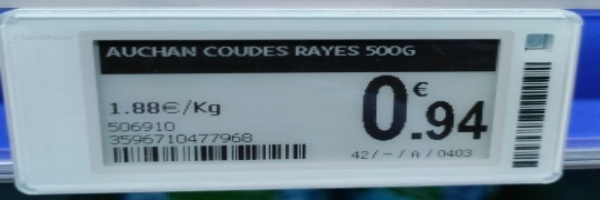 AUCHAN COUDES RAYES 500G
1.88€/Kg
0.94€
506910
3596710477968
42/-/A/0403